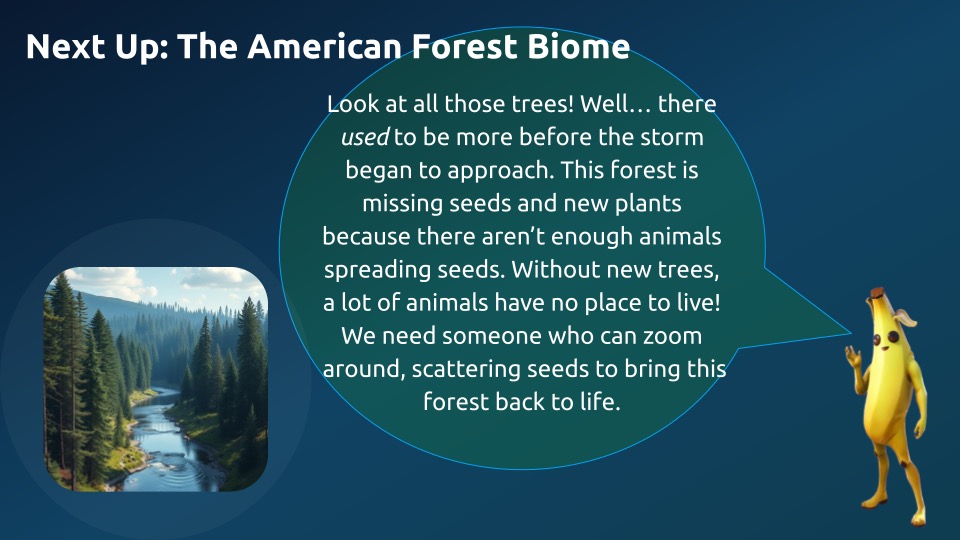 Next Up: The American Forest Biome
Look at all those trees! Well… there
used to be more before the storm
began to approach. This forest is
missing seeds and new plants
because there aren’t enough animals
spreading seeds. Without new trees,
a lot of animals have no place to live!
We need someone who can zoom
around, scattering seeds to bring this
forest back to life.